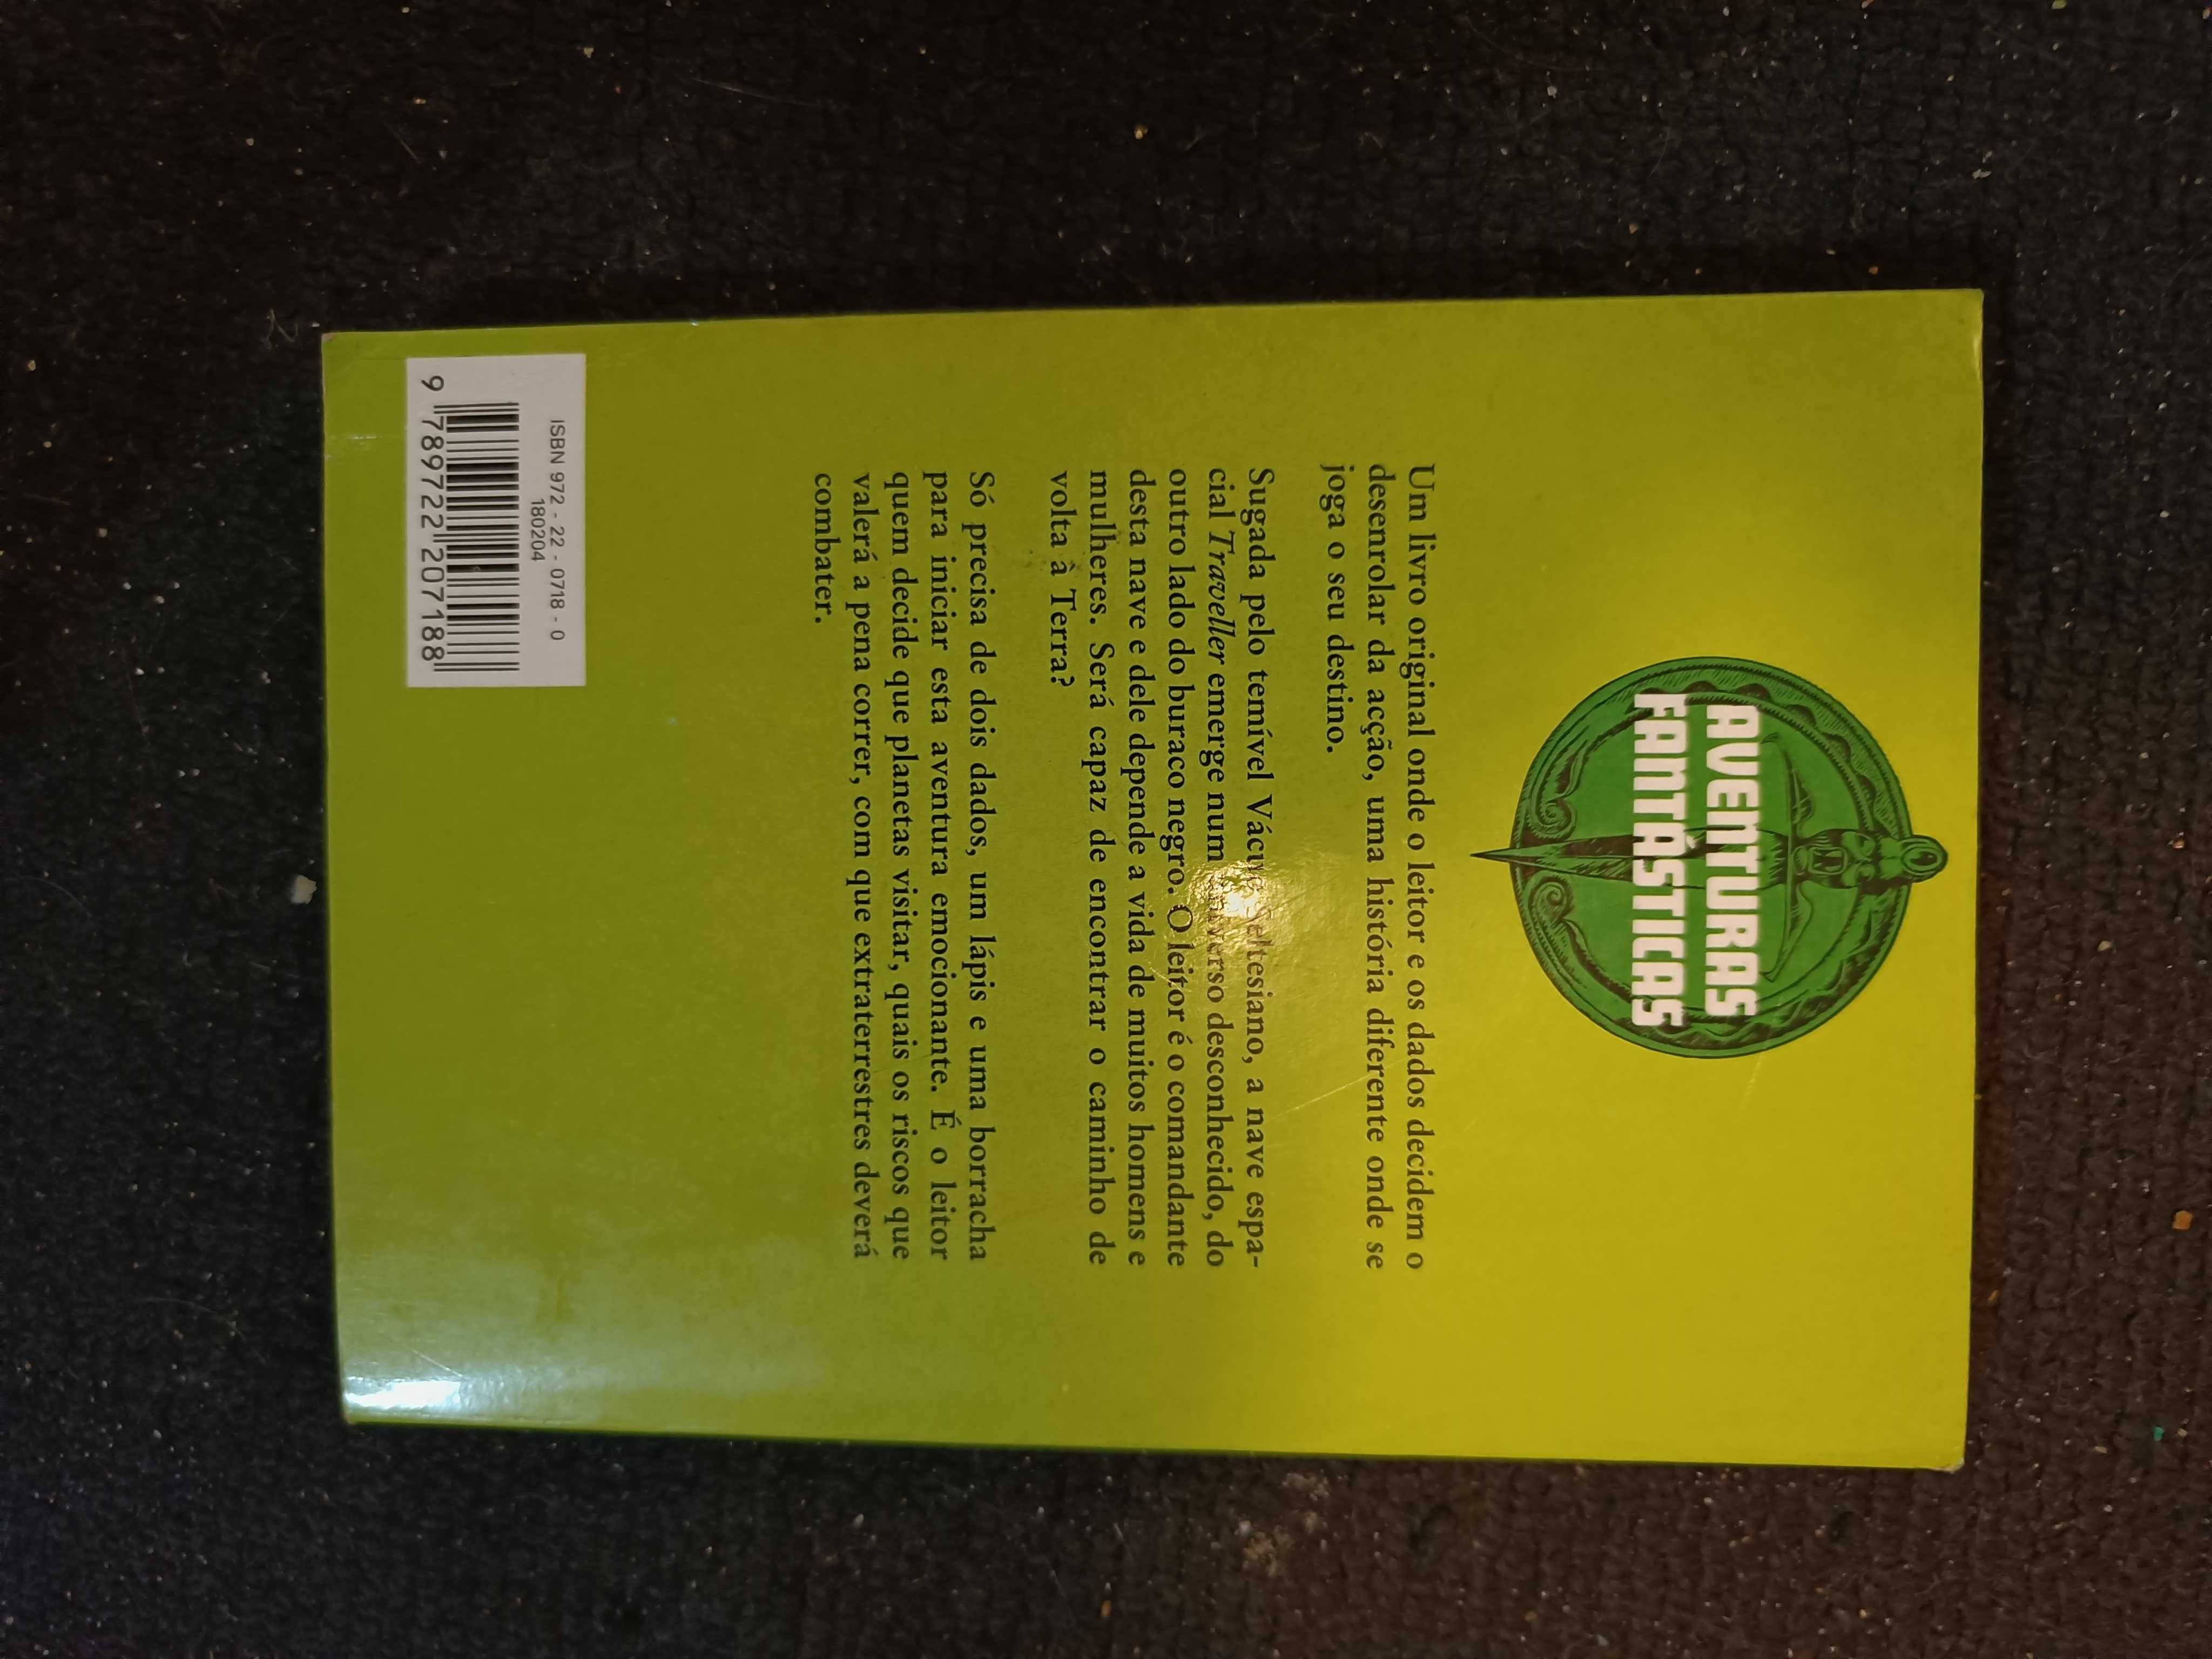 AVENTURAS
FANTÁSTICAS
Um livro original onde o leitor e os dados decidem o
desenrolar da acção, uma história diferente onde se
joga o seu destino.
Sugada pelo temível a nave espa-
cial Traveller emerge num desconhecido, do
outro lado do buraco negro. O leitor é o comandante
desta nave e dele depende a vida de muitos homens e
mulheres. Será capaz de encontrar o caminho de
volta à Terra?
Só precisa de dois dados, um lápis e uma borracha
para iniciar esta aventura emocionante. É o leitor
quem decide que planetas visitar, quais os riscos que
valerá a pena correr, com que extraterrestres deverá
combater.
ISBN 972 - 22 - 0718 - 0
180204
9 789722 207188